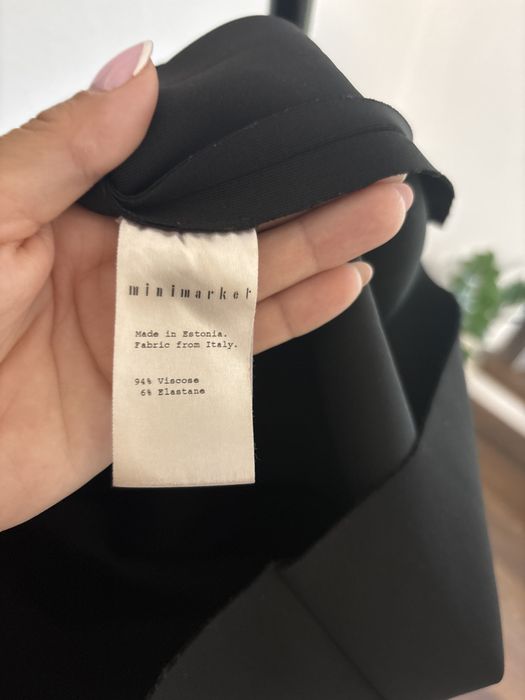 minimarket
Made in Estonia.
Fabric from Italy.
94% Viscose
6% Elastane